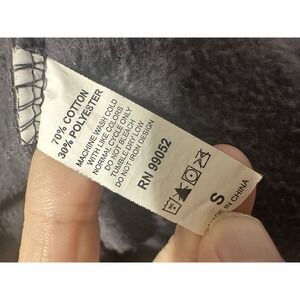 70% COTTON
30% POLYESTER
MACHINE WASH COLD
WITH LIKE COLORS
NORMAL CYCLE ONLY
DO NOT BLEACH
TUMBLE DRY LOW
DO NOT IRON DESIGN
RN 99052
S
MADE IN CHINA